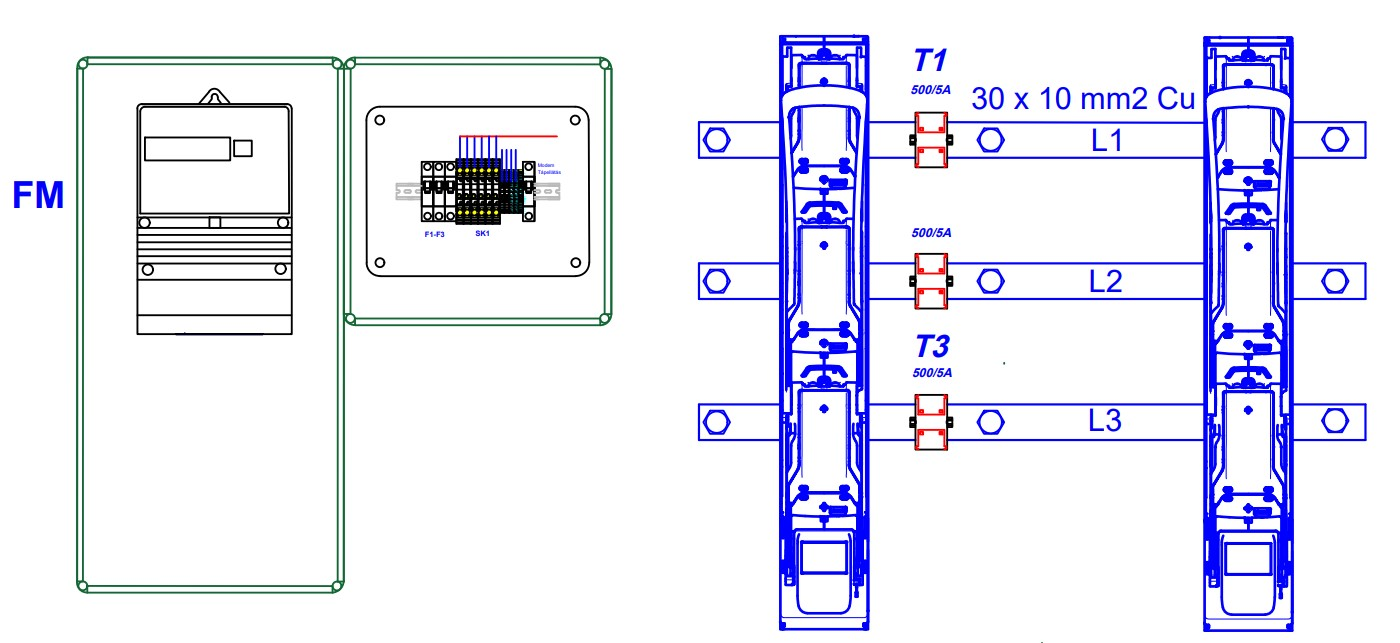 FM
Modem
Tápellátás
F1-F3
SK1
T1
500/5A
30 x 10 mm2 Cu
L1
500/5A
L2
T3
500/5A
L3